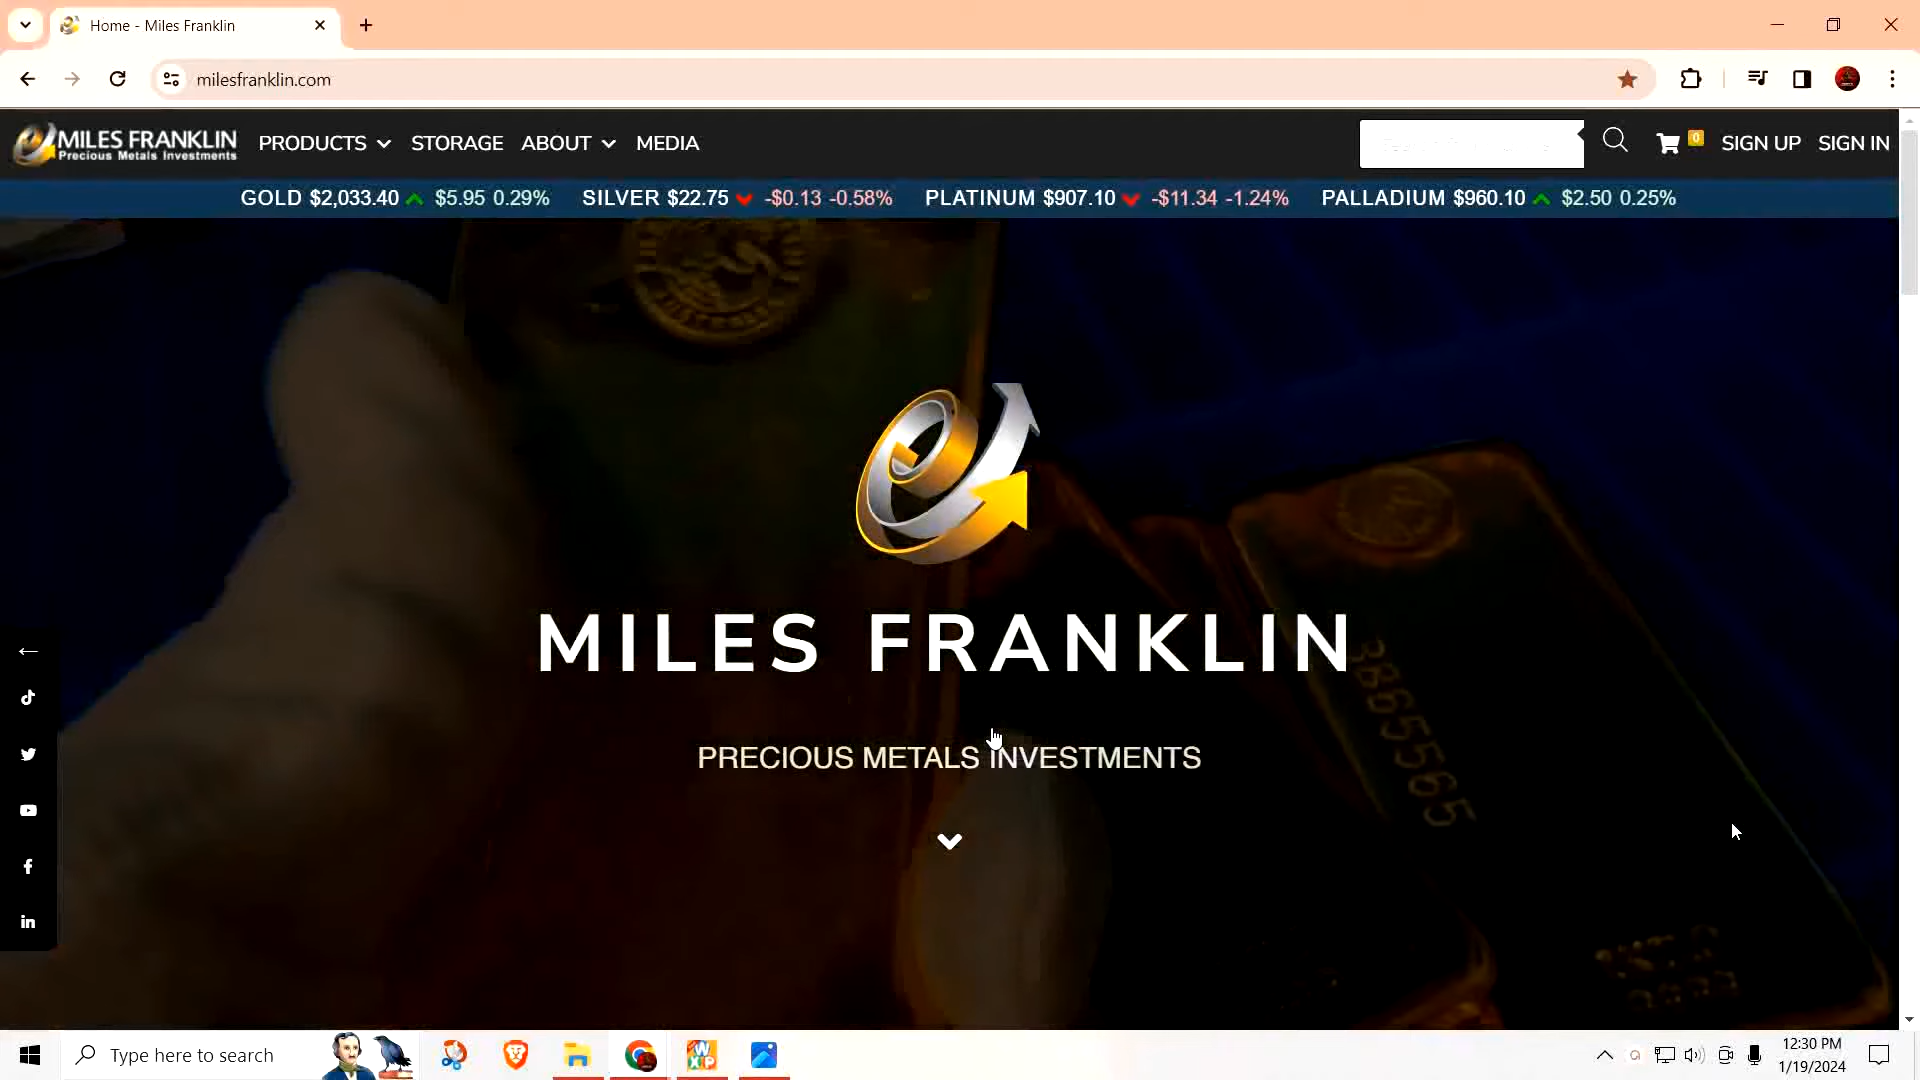 Home - Miles Franklin
milesfranklin.com
MILES FRANKLIN
Precious Metals Investments
PRODUCTS STORAGE ABOUT MEDIA
0 SIGN UP SIGN IN
GOLD $2,033.40 $5.95 0.29% SILVER $22.75 -$0.13 -0.58% PLATINUM $907.10 -$11.34 -1.24% PALLADIUM $960.10 $2.50 0.25%
MILES FRANKLIN
PRECIOUS METALS INVESTMENTS
3865565
Type here to search
12:30 PM
1/19/2024